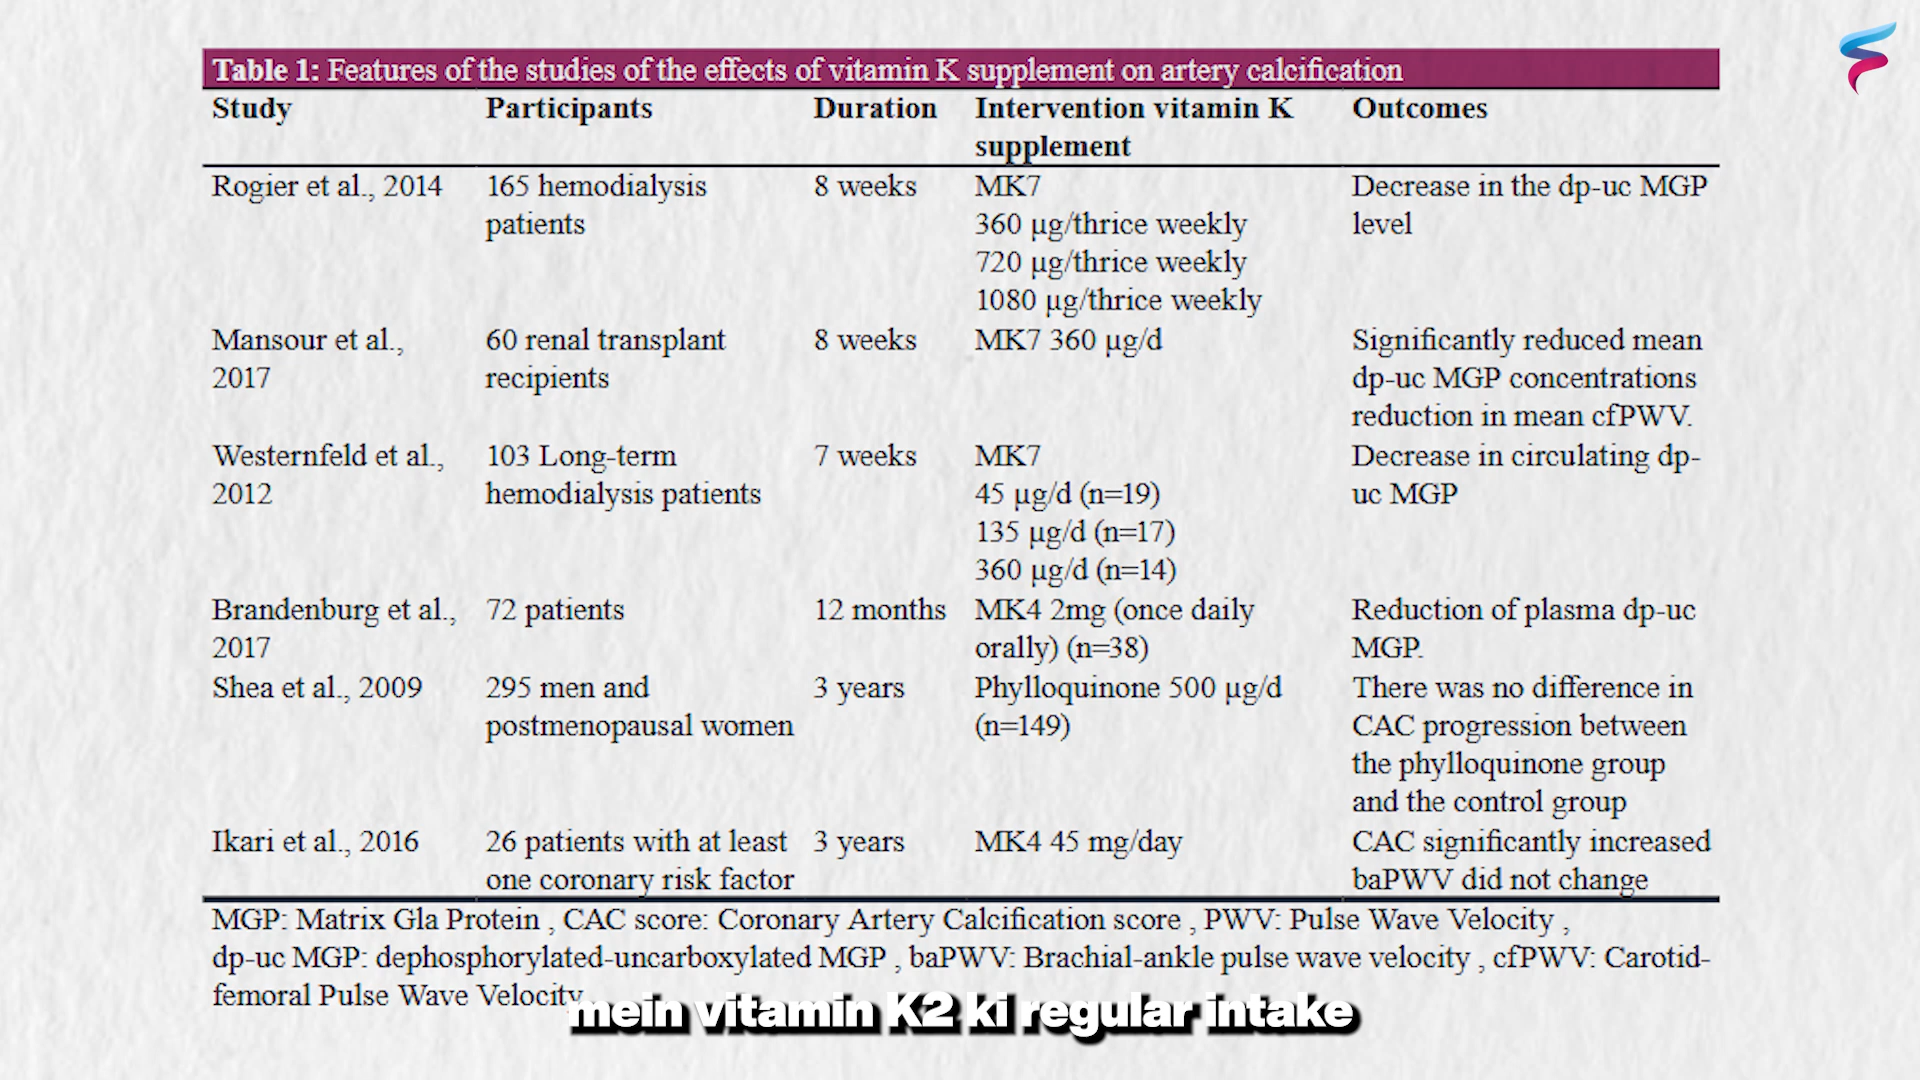 Table 1: Features of the studies of the effects of vitamin K supplement on artery calcification
Study Participants Duration Intervention vitamin K supplement Outcomes
Rogier et al., 2014 165 hemodialysis patients 8 weeks MK7 360 µg/thrice weekly 720 µg/thrice weekly 1080 µg/thrice weekly Decrease in the dp-uc MGP level
Mansour et al., 2017 60 renal transplant recipients 8 weeks MK7 360 µg/d Significantly reduced mean dp-uc MGP concentrations reduction in mean cfPWV.
Westernfeld et al., 2012 103 Long-term hemodialysis patients 7 weeks MK7 45 µg/d (n=19) 135 µg/d (n=17) 360 µg/d (n=14) Decrease in circulating dp-uc MGP
Brandenburg et al., 2017 72 patients 12 months MK4 2mg (once daily orally) (n=38) Reduction of plasma dp-uc MGP.
Shea et al., 2009 295 men and postmenopausal women 3 years Phylloquinone 500 µg/d (n=149) There was no difference in CAC progression between the phylloquinone group and the control group
Ikari et al., 2016 26 patients with at least one coronary risk factor 3 years MK4 45 mg/day CAC significantly increased baPWV did not change
MGP: Matrix Gla Protein , CAC score: Coronary Artery Calcification score , PWV: Pulse Wave Velocity ,
dp-uc MGP: dephosphorylated-uncarboxylated MGP , baPWV: Brachial-ankle pulse wave velocity , cfPWV: Carotid-
femoral Pulse Wave Velocity
mein vitamin K2 ki regular intake